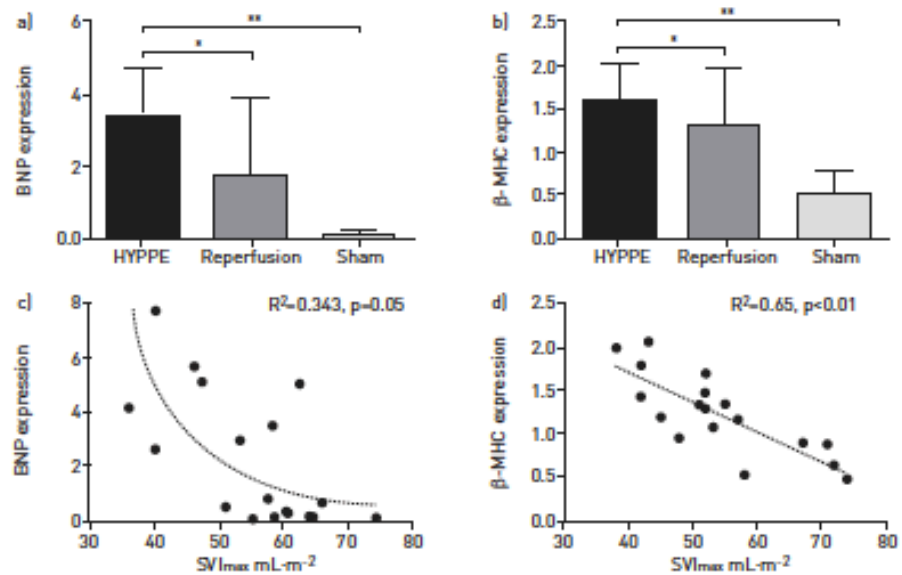 a)
BNP expression
6
4
2
0.0
**
*
HYPPE Reperfusion Sham
b)
β-MHC expression
2.5
2.0
1.5
1.0
0.5
0.0
**
*
HYPPE Reperfusion Sham
c)
R²=0.343, p=0.05
BNP expression
8
6
4
2
0
30 40 50 60 70 80
SVImax mL-m⁻²
d)
R²=0.65, p<0.01
β-MHC expression
2.5
2.0
1.5
1.0
0.5
0.0
30 40 50 60 70 80
SVImax mL-m⁻²